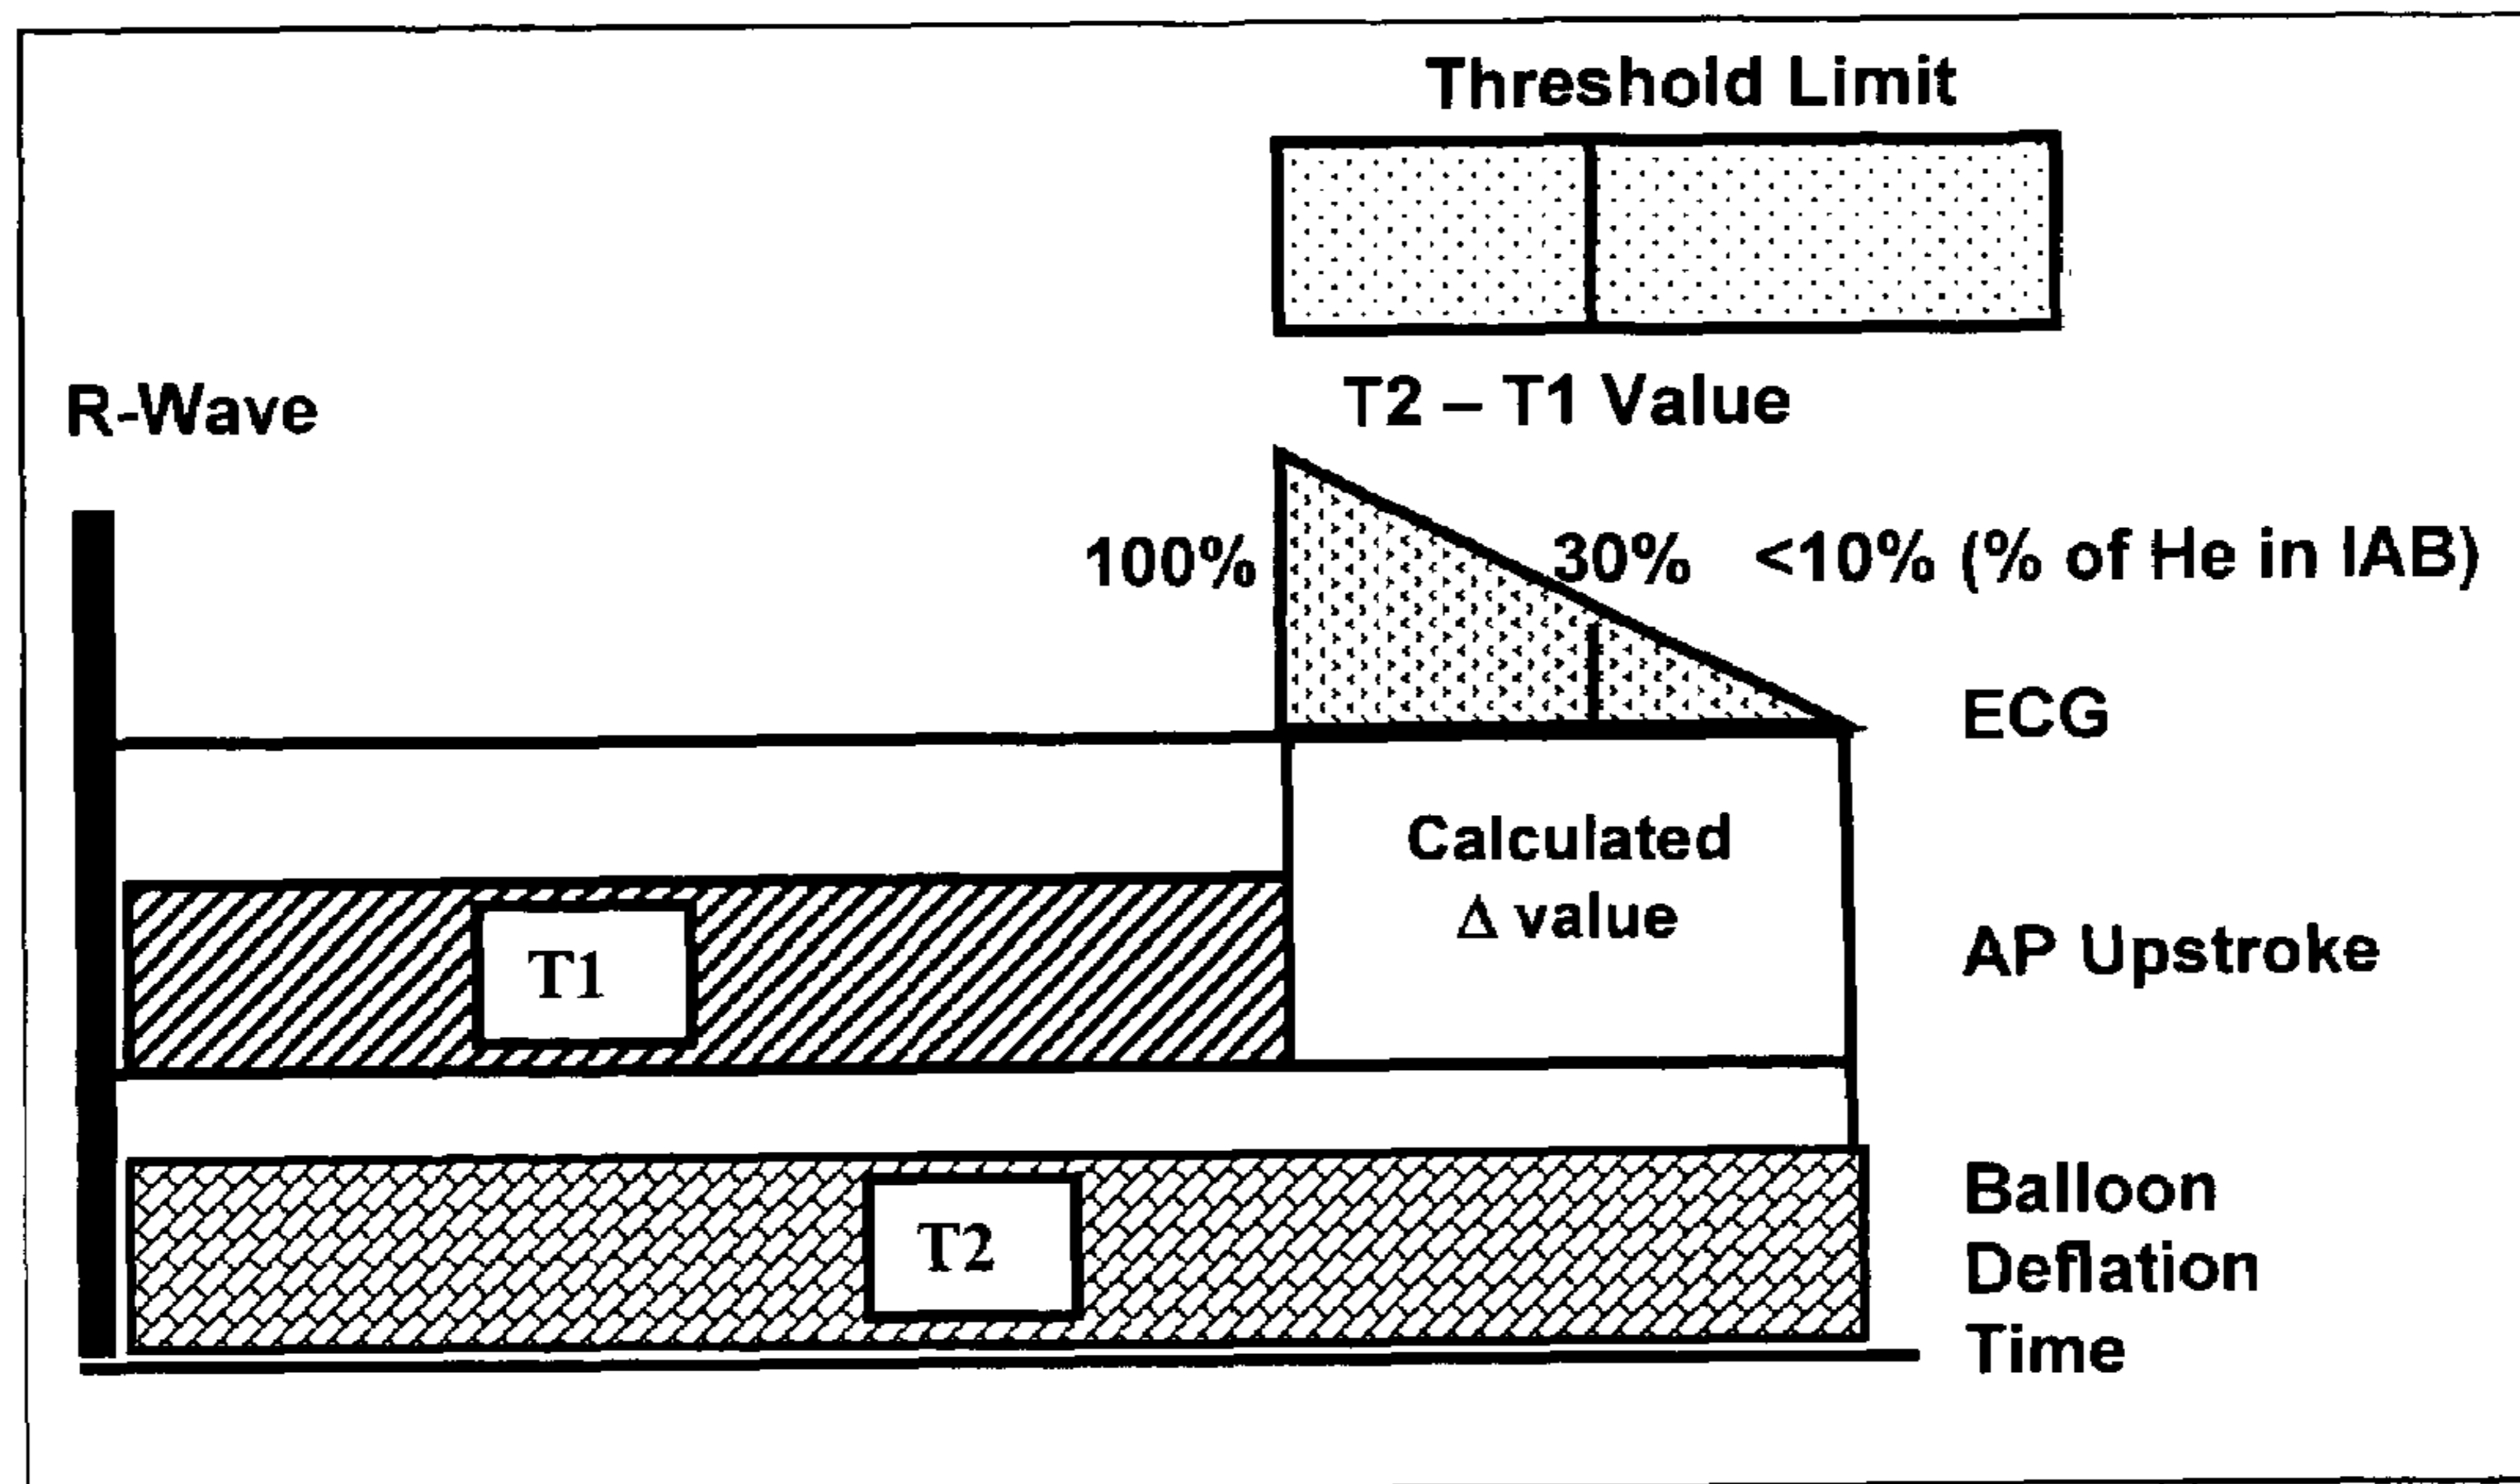 Threshold Limit
T2 – T1 Value
R-Wave
100%
30%
<10% (% of He in IAB)
ECG
Calculated
Δ value
AP Upstroke
T1
T2
Balloon
Deflation
Time